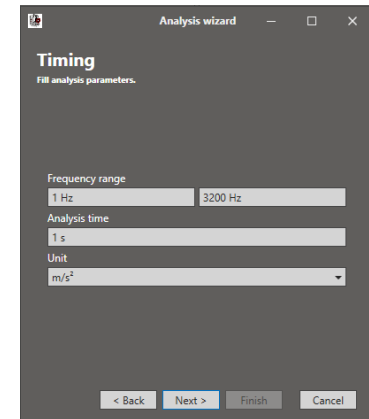 Analysis wizard
Timing
Fill analysis parameters.
Frequency range
1 Hz 3200 Hz
Analysis time
1 s
Unit
m/s²
< Back Next > Finish Cancel